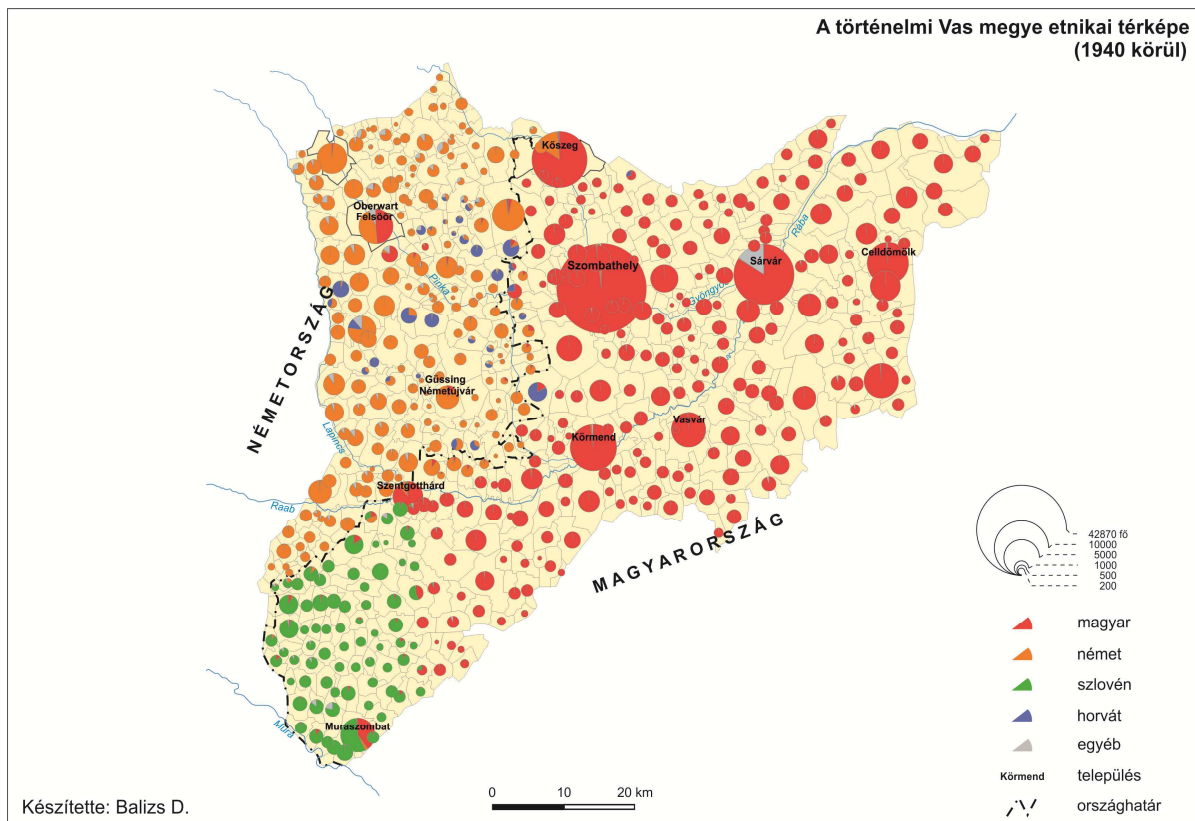 A történelmi Vas megye etnikai térképe
(1940 körül)
Kőszeg
Oberwart
Felsőőr
Rába
Szombathely
Sárvár
Celldömölk
Gyöngyös
Pinka
NÉMETORSZÁG
Güssing
Németújvár
Vasvár
Körmend
Lapincs
Szentgotthárd
Raab
MAGYARORSZÁG
42870 fő
10000
5000
1000
500
200
magyar
német
szlovén
horvát
egyéb
Körmend település
országhatár
Muraszombat
Mura
0 10 20 km
Készítette: Balizs D.